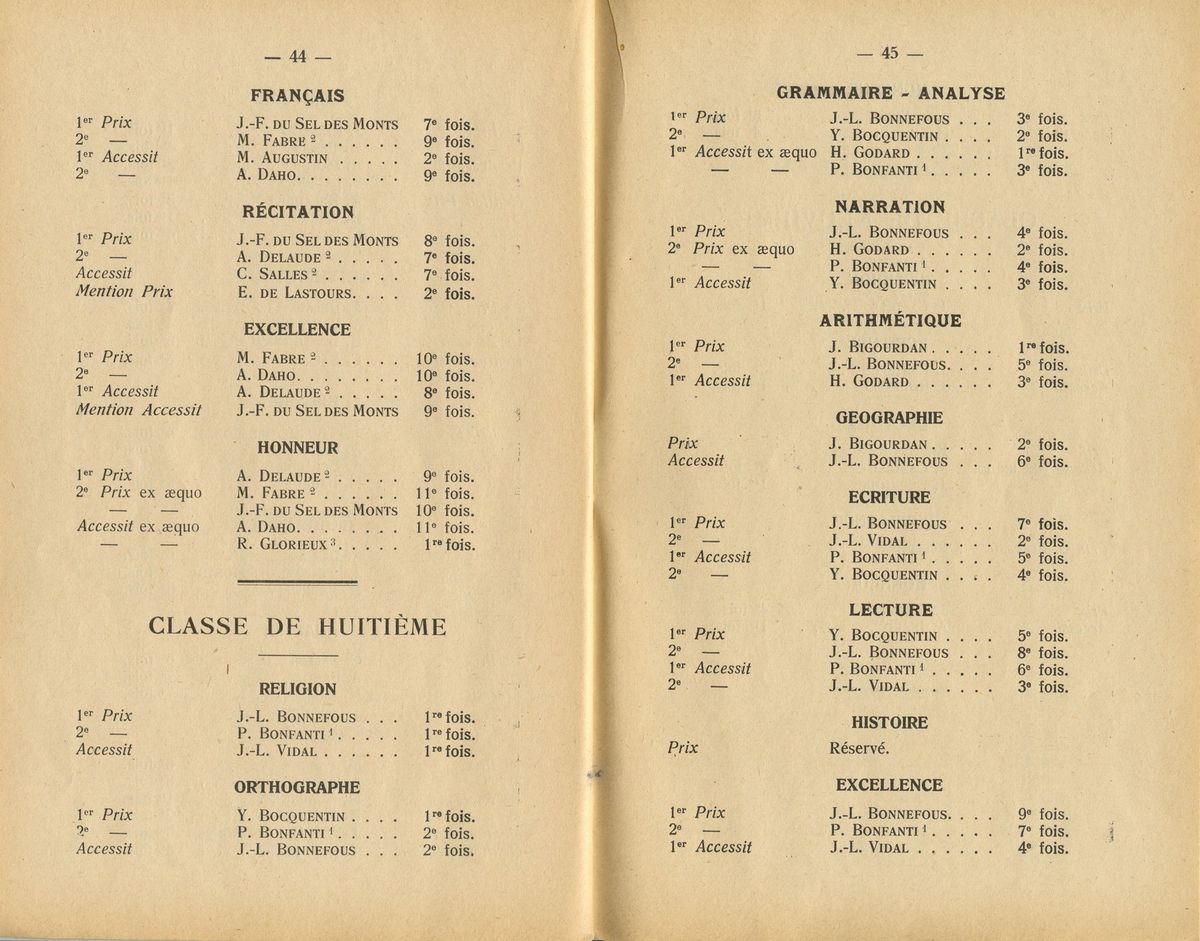 — 44 —
FRANÇAIS
1er Prix J.-F. DU SEL DES MONTS 7e fois.
2e — M. FABRE 2 . . . . . . 9e fois.
1er Accessit M. AUGUSTIN . . . . . 2e fois.
2e — A. DAHO. . . . . . . . 9e fois.
RÉCITATION
1er Prix J.-F. DU SEL DES MONTS 8e fois.
2e — A. DELAUDE 2 . . . . . 7e fois.
Accessit C. SALLES 2 . . . . . . 7e fois.
Mention Prix E. DE LASTOURS. . . . 2e fois.
EXCELLENCE
1er Prix M. FABRE 2 . . . . . . 10e fois.
2e — A. DAHO. . . . . . . . 10e fois.
1er Accessit A. DELAUDE 2 . . . . . 8e fois.
Mention Accessit J.-F. DU SEL DES MONTS 9e fois.
HONNEUR
1er Prix A. DELAUDE 2 . . . . . 9e fois.
2e Prix ex æquo M. FABRE 2 . . . . . . 11e fois.
— — J.-F. DU SEL DES MONTS 10e fois.
Accessit ex æquo A. DAHO. . . . . . . . 11e fois.
— — R. GLORIEUX 3. . . . . 1re fois.
CLASSE DE HUITIÈME
RELIGION
1er Prix J.-L. BONNEFOUS . . . 1re fois.
2e — P. BONFANTI 1. . . . . 1re fois.
Accessit J.-L. VIDAL . . . . . . 1re fois.
ORTHOGRAPHE
1er Prix Y. BOCQUENTIN . . . . 1re fois.
2e — P. BONFANTI 1. . . . . 2e fois.
Accessit J.-L. BONNEFOUS . . . 2e fois.
— 45 —
GRAMMAIRE - ANALYSE
1er Prix J.-L. BONNEFOUS . . . 3e fois.
2e — Y. BOCQUENTIN . . . . 2e fois.
1er Accessit ex æquo H. GODARD . . . . . . 1re fois.
— — P. BONFANTI 1. . . . . 3e fois.
NARRATION
1er Prix J.-L. BONNEFOUS . . . 4e fois.
2e Prix ex æquo H. GODARD . . . . . . 2e fois.
— — P. BONFANTI 1. . . . . 4e fois.
1er Accessit Y. BOCQUENTIN . . . . 3e fois.
ARITHMÉTIQUE
1er Prix J. BIGOURDAN. . . . . 1re fois.
2e — J.-L. BONNEFOUS. . . . 5e fois.
1er Accessit H. GODARD . . . . . . 3e fois.
GEOGRAPHIE
Prix J. BIGOURDAN. . . . . 2e fois.
Accessit J.-L. BONNEFOUS . . . 6e fois.
ECRITURE
1er Prix J.-L. BONNEFOUS . . . 7e fois.
2e — J.-L. VIDAL . . . . . . 2e fois.
1er Accessit P. BONFANTI 1. . . . . 5e fois.
2e — Y. BOCQUENTIN . . . . 4e fois.
LECTURE
1er Prix Y. BOCQUENTIN . . . . 5e fois.
2e — J.-L. BONNEFOUS . . . 8e fois.
1er Accessit P. BONFANTI 1 . . . . . 6e fois.
2e — J.-L. VIDAL . . . . . . 3e fois.
HISTOIRE
Prix Réservé.
EXCELLENCE
1er Prix J.-L. BONNEFOUS. . . . 9e fois.
2e — P. BONFANTI 1. . . . . 7e fois.
1er Accessit J.-L. VIDAL . . . . . . 4e fois.